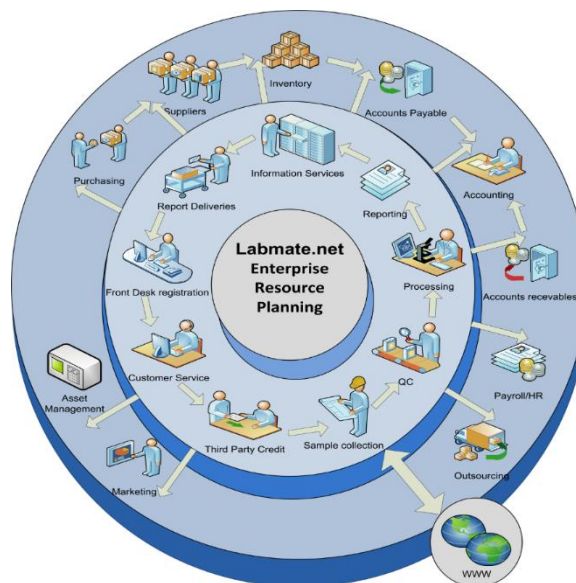 Inventory
Suppliers
Accounts Payable
Purchasing
Information Services
Report Deliveries
Reporting
Accounting
Labmate.net
Enterprise
Resource
Planning
Front Desk registration
Processing
Accounts recevables
Customer Service
QC
Asset
Management
Payroll/HR
Third Party Credit
Sample collection
Marketing
Outsourcing
WWW